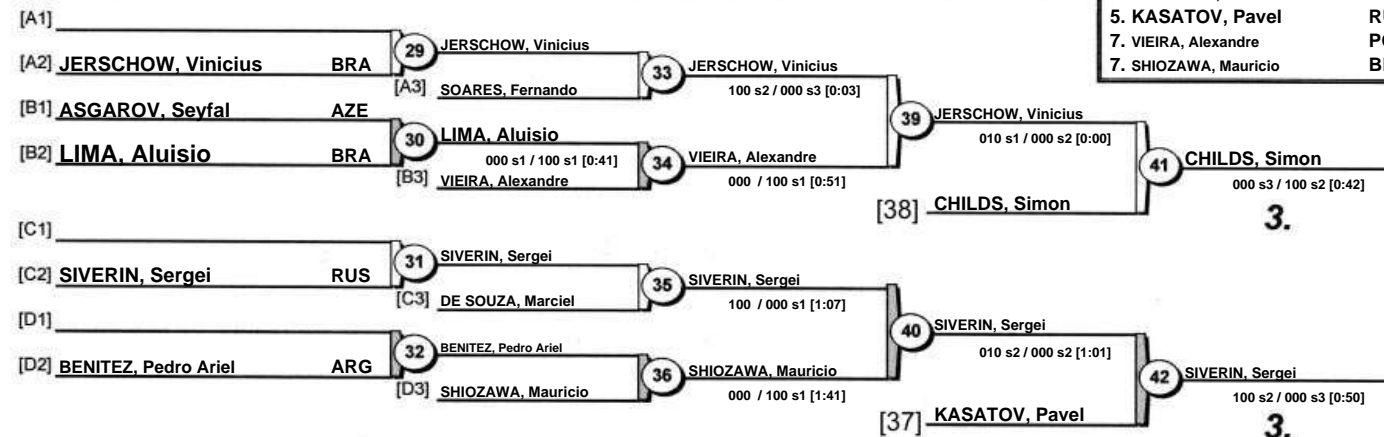 5. KASATOV, Pavel
7. VIEIRA, Alexandre
7. SHIOZAWA, Mauricio
[A1]
[A2] JERSCHOW, Vinicius BRA
29
JERSCHOW, Vinicius
[A3] SOARES, Fernando
33
JERSCHOW, Vinicius
100 s2 / 000 s3 [0:03]
[B1] ASGAROV, Seyfal AZE
[B2] LIMA, Aluisio BRA
30
LIMA, Aluisio
000 s1 / 100 s1 [0:41]
[B3] VIEIRA, Alexandre
34
VIEIRA, Alexandre
000 / 100 s1 [0:51]
39
JERSCHOW, Vinicius
010 s1 / 000 s2 [0:00]
[38] CHILDS, Simon
41
CHILDS, Simon
000 s3 / 100 s2 [0:42]
3.
[C1]
[C2] SIVERIN, Sergei RUS
31
SIVERIN, Sergei
[C3] DE SOUZA, Marciel
35
SIVERIN, Sergei
100 / 000 s1 [1:07]
[D1]
[D2] BENITEZ, Pedro Ariel ARG
32
BENITEZ, Pedro Ariel
[D3] SHIOZAWA, Mauricio
36
SHIOZAWA, Mauricio
000 / 100 s1 [1:41]
40
SIVERIN, Sergei
010 s2 / 000 s2 [1:01]
[37] KASATOV, Pavel
42
SIVERIN, Sergei
100 s2 / 000 s3 [0:50]
3.